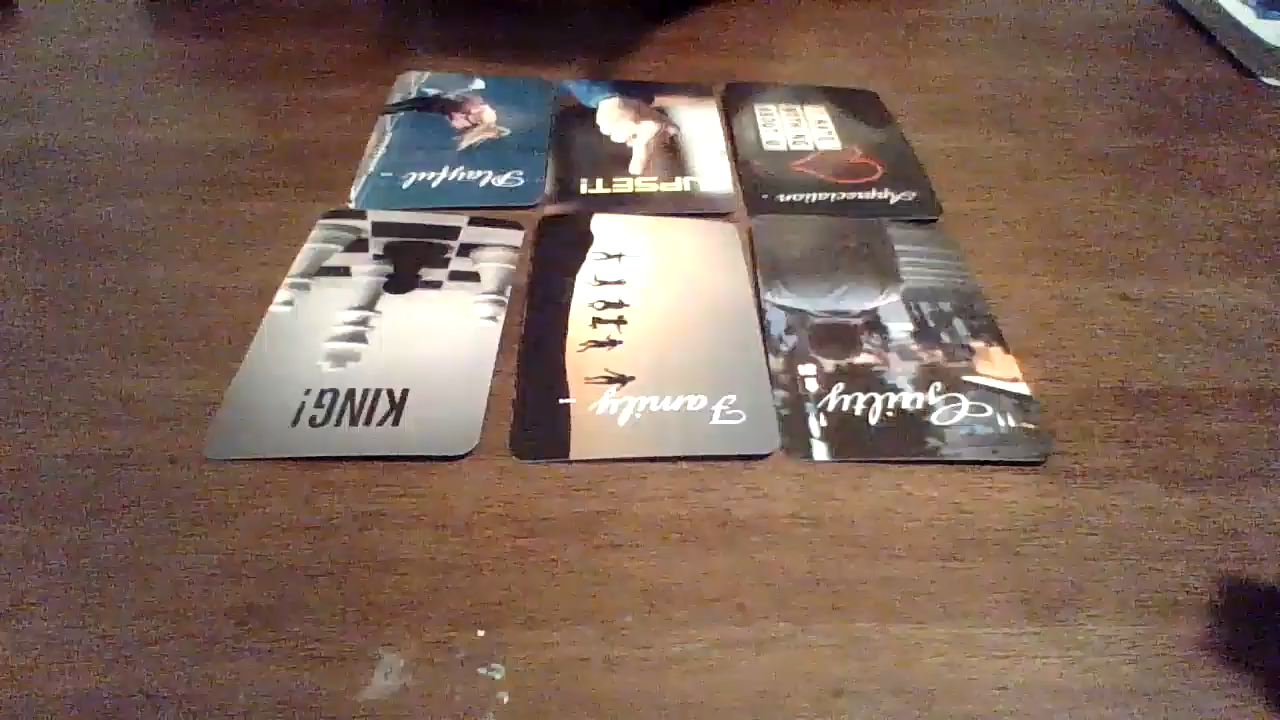 Playful -
UPSET!
Appreciation -
KING!
Family -
"Guilty"